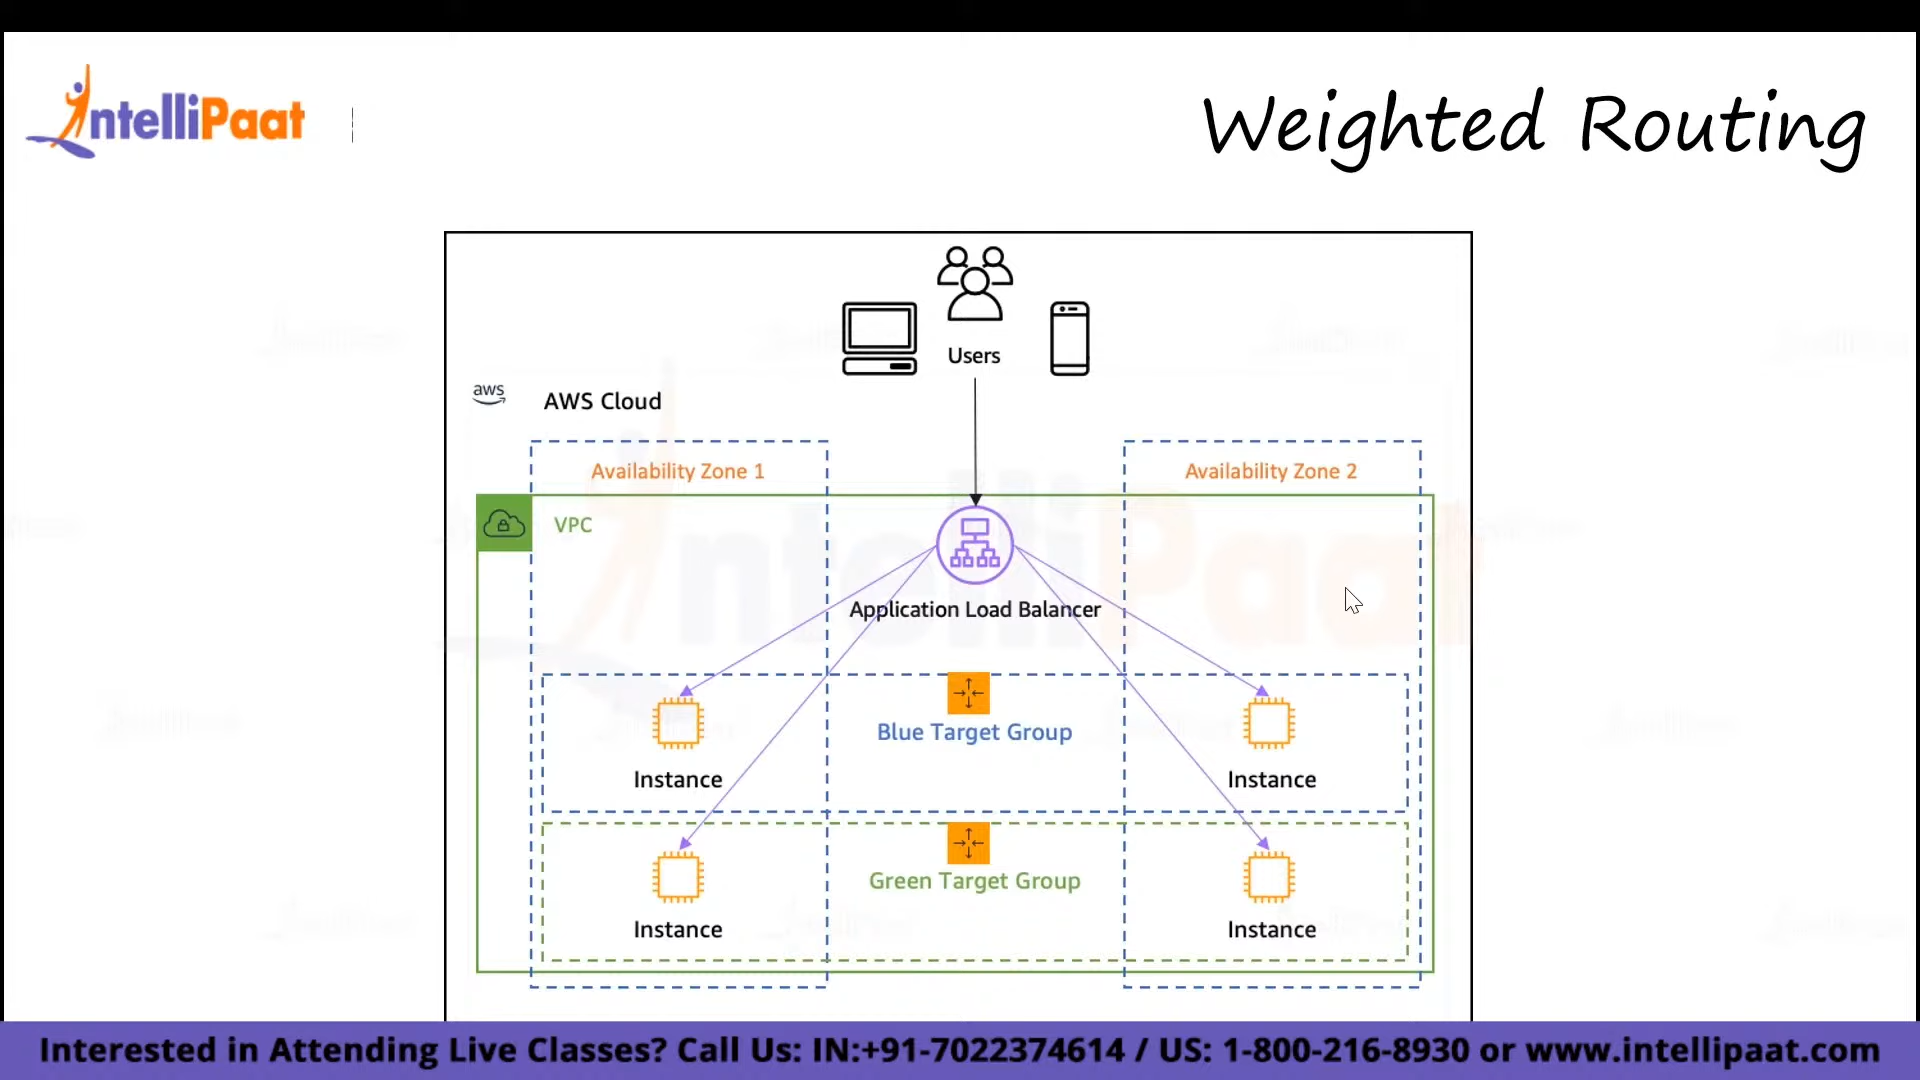 IntelliPaat
Weighted Routing
Users
aws
AWS Cloud
Availability Zone 1
Availability Zone 2
VPC
Application Load Balancer
Blue Target Group
Instance
Instance
Green Target Group
Instance
Instance
Interested in Attending Live Classes? Call Us: IN:+91-7022374614 / US: 1-800-216-8930 or www.intellipaat.com